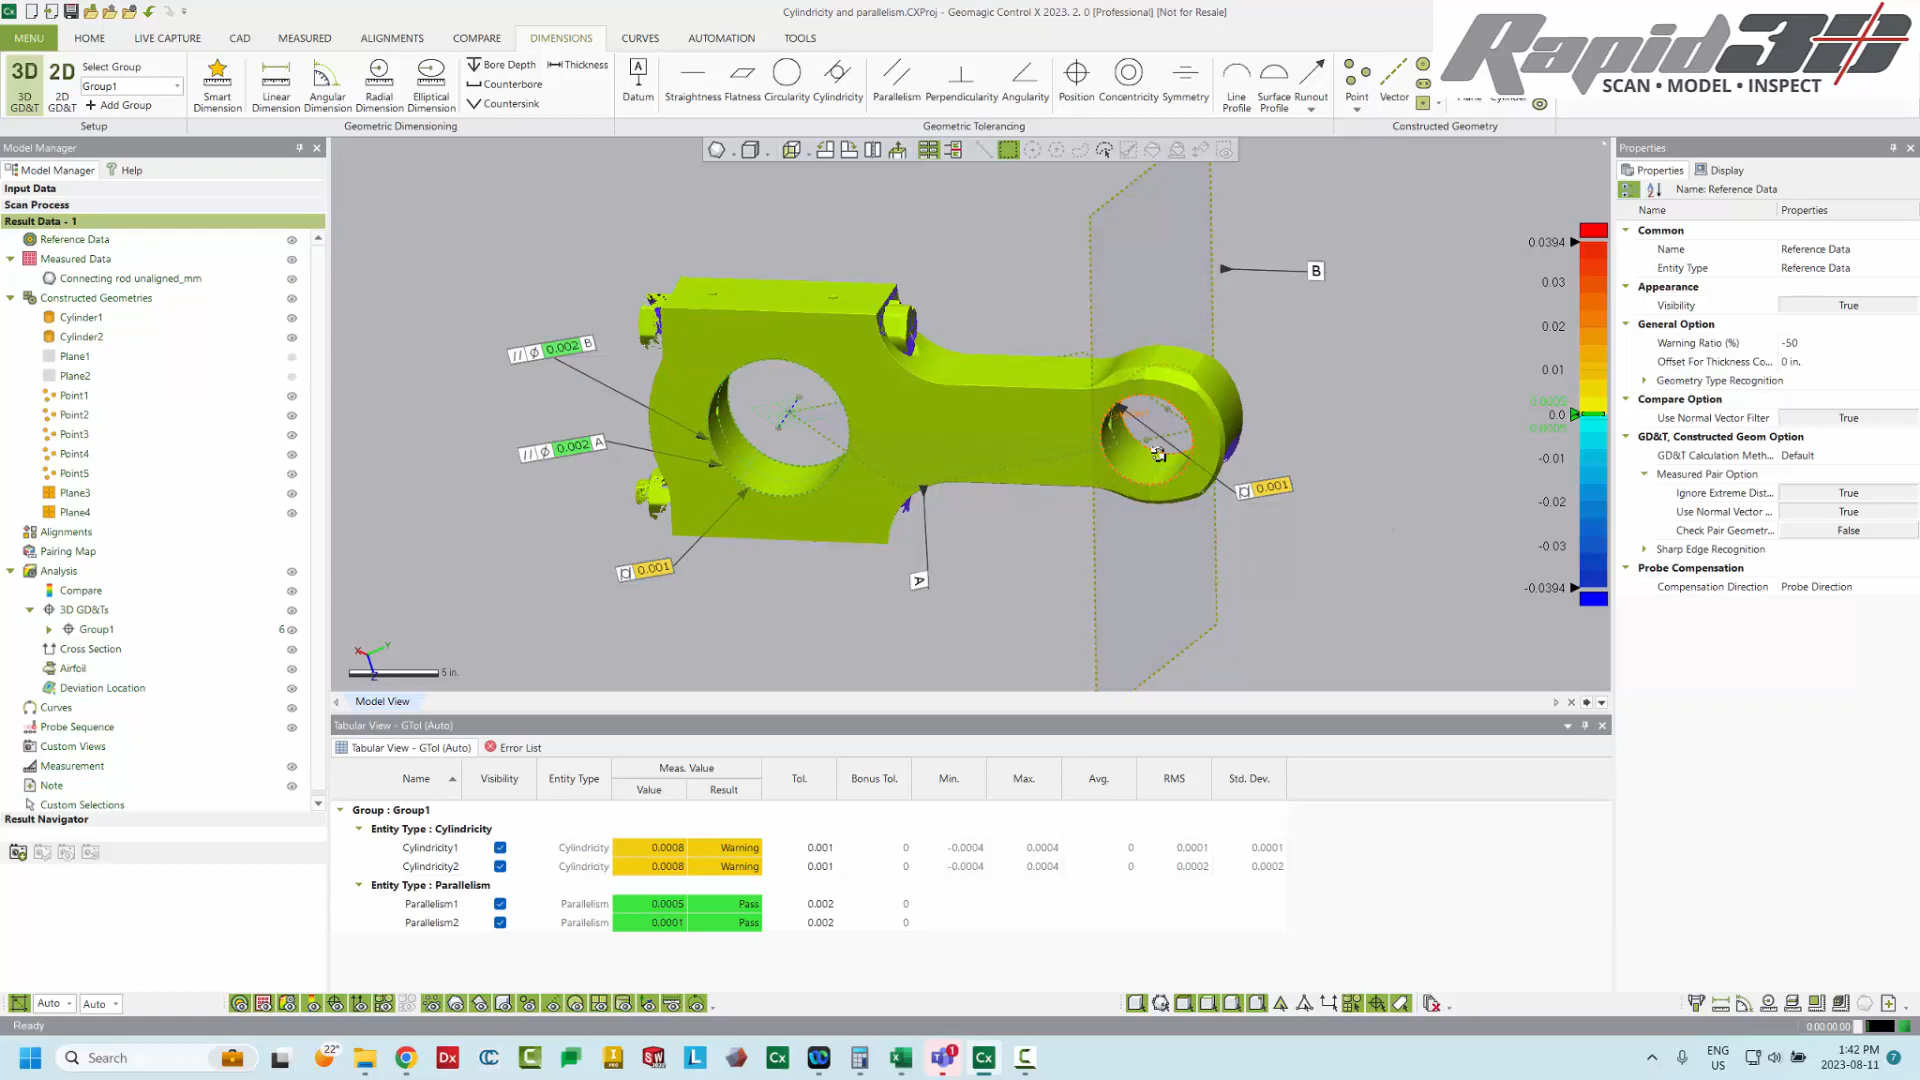 Cylindricity and parallelism.CXProj - Geomagic Control X 2023. 2. 0 [Professional] [Not for Resale]
Rapid3D
SCAN • MODEL • INSPECT
MENU HOME LIVE CAPTURE CAD MEASURED ALIGNMENTS COMPARE DIMENSIONS CURVES AUTOMATION TOOLS
3D GD&T
2D GD&T
Select Group
Group1
Add Group
Setup
Smart Dimension
Linear Dimension
Angular Dimension
Radial Dimension
Elliptical Dimension
Bore Depth
Counterbore
Countersink
Thickness
Geometric Dimensioning
A
Datum
Straightness
Flatness
Circularity
Cylindricity
Parallelism
Perpendicularity
Angularity
Position
Concentricity
Symmetry
Line Profile
Surface Profile
Runout
Geometric Tolerancing
Point
Vector
Constructed Geometry
Model Manager
Model Manager Help
Input Data
Scan Process
Result Data - 1
Reference Data
Measured Data
Connecting rod unaligned_mm
Constructed Geometries
Cylinder1
Cylinder2
Plane1
Plane2
Point1
Point2
Point3
Point4
Point5
Plane3
Plane4
Alignments
Pairing Map
Analysis
Compare
3D GD&Ts
Group1 6
Cross Section
Airfoil
Deviation Location
Curves
Probe Sequence
Custom Views
Measurement
Note
Custom Selections
Result Navigator
// ϕ 0.002 B
// ϕ 0.002 A
0.001
0.001
A
B
X Y Z
5 in.
0.0394
0.03
0.02
0.01
0.0005
0.0
0.0005
-0.01
-0.02
-0.03
-0.0394
Model View
Tabular View - GTol (Auto)
Tabular View - GTol (Auto) Error List
Name Visibility Entity Type Meas. Value Tol. Bonus Tol. Min. Max. Avg. RMS Std. Dev.
Value Result
Group : Group1
Entity Type : Cylindricity
Cylindricity1 Cylindricity 0.0008 Warning 0.001 0 -0.0004 0.0004 0 0.0001 0.0001
Cylindricity2 Cylindricity 0.0008 Warning 0.001 0 -0.0004 0.0004 0 0.0002 0.0002
Entity Type : Parallelism
Parallelism1 Parallelism 0.0005 Pass 0.002 0
Parallelism2 Parallelism 0.0001 Pass 0.002 0
Properties
Properties Display
Name: Reference Data
Name Properties
Common
Name Reference Data
Entity Type Reference Data
Appearance
Visibility True
General Option
Warning Ratio (%) -50
Offset For Thickness Co... 0 in.
Geometry Type Recognition
Compare Option
Use Normal Vector Filter True
GD&T, Constructed Geom Option
GD&T Calculation Meth... Default
Measured Pair Option
Ignore Extreme Dist... True
Use Normal Vector ... True
Check Pair Geometr... False
Sharp Edge Recognition
Probe Compensation
Compensation Direction Probe Direction
Auto Auto
Ready
0:00:00.00
Search
22°
ENG US
1:42 PM
2023-08-11